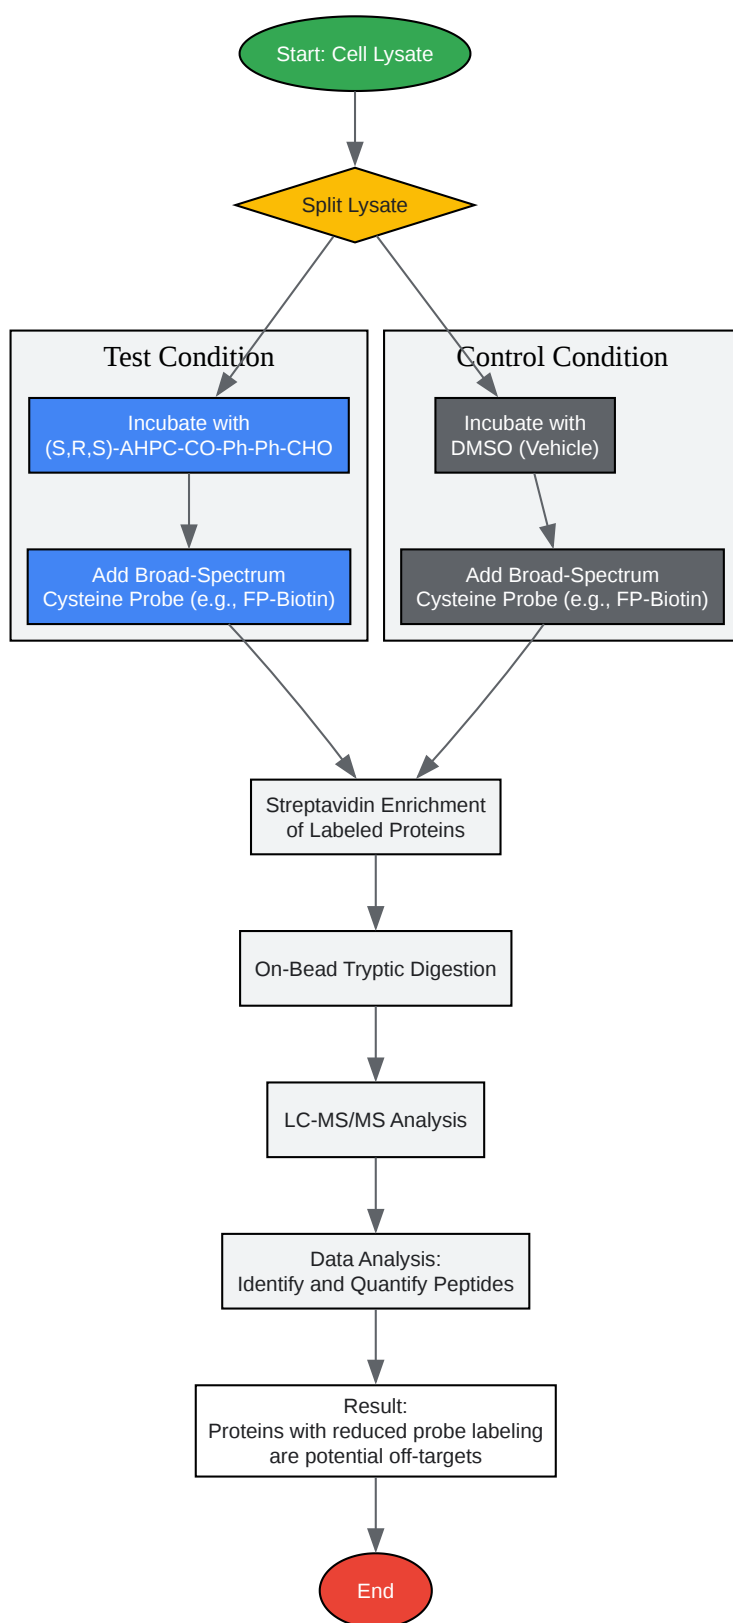 Start: Cell Lysate
Split Lysate
Test Condition
Incubate with
(S,R,S)-AHPC-CO-Ph-Ph-CHO
Add Broad-Spectrum
Cysteine Probe (e.g., FP-Biotin)
Control Condition
Incubate with
DMSO (Vehicle)
Add Broad-Spectrum
Cysteine Probe (e.g., FP-Biotin)
Streptavidin Enrichment
of Labeled Proteins
On-Bead Tryptic Digestion
LC-MS/MS Analysis
Data Analysis:
Identify and Quantify Peptides
Result:
Proteins with reduced probe labeling
are potential off-targets
End